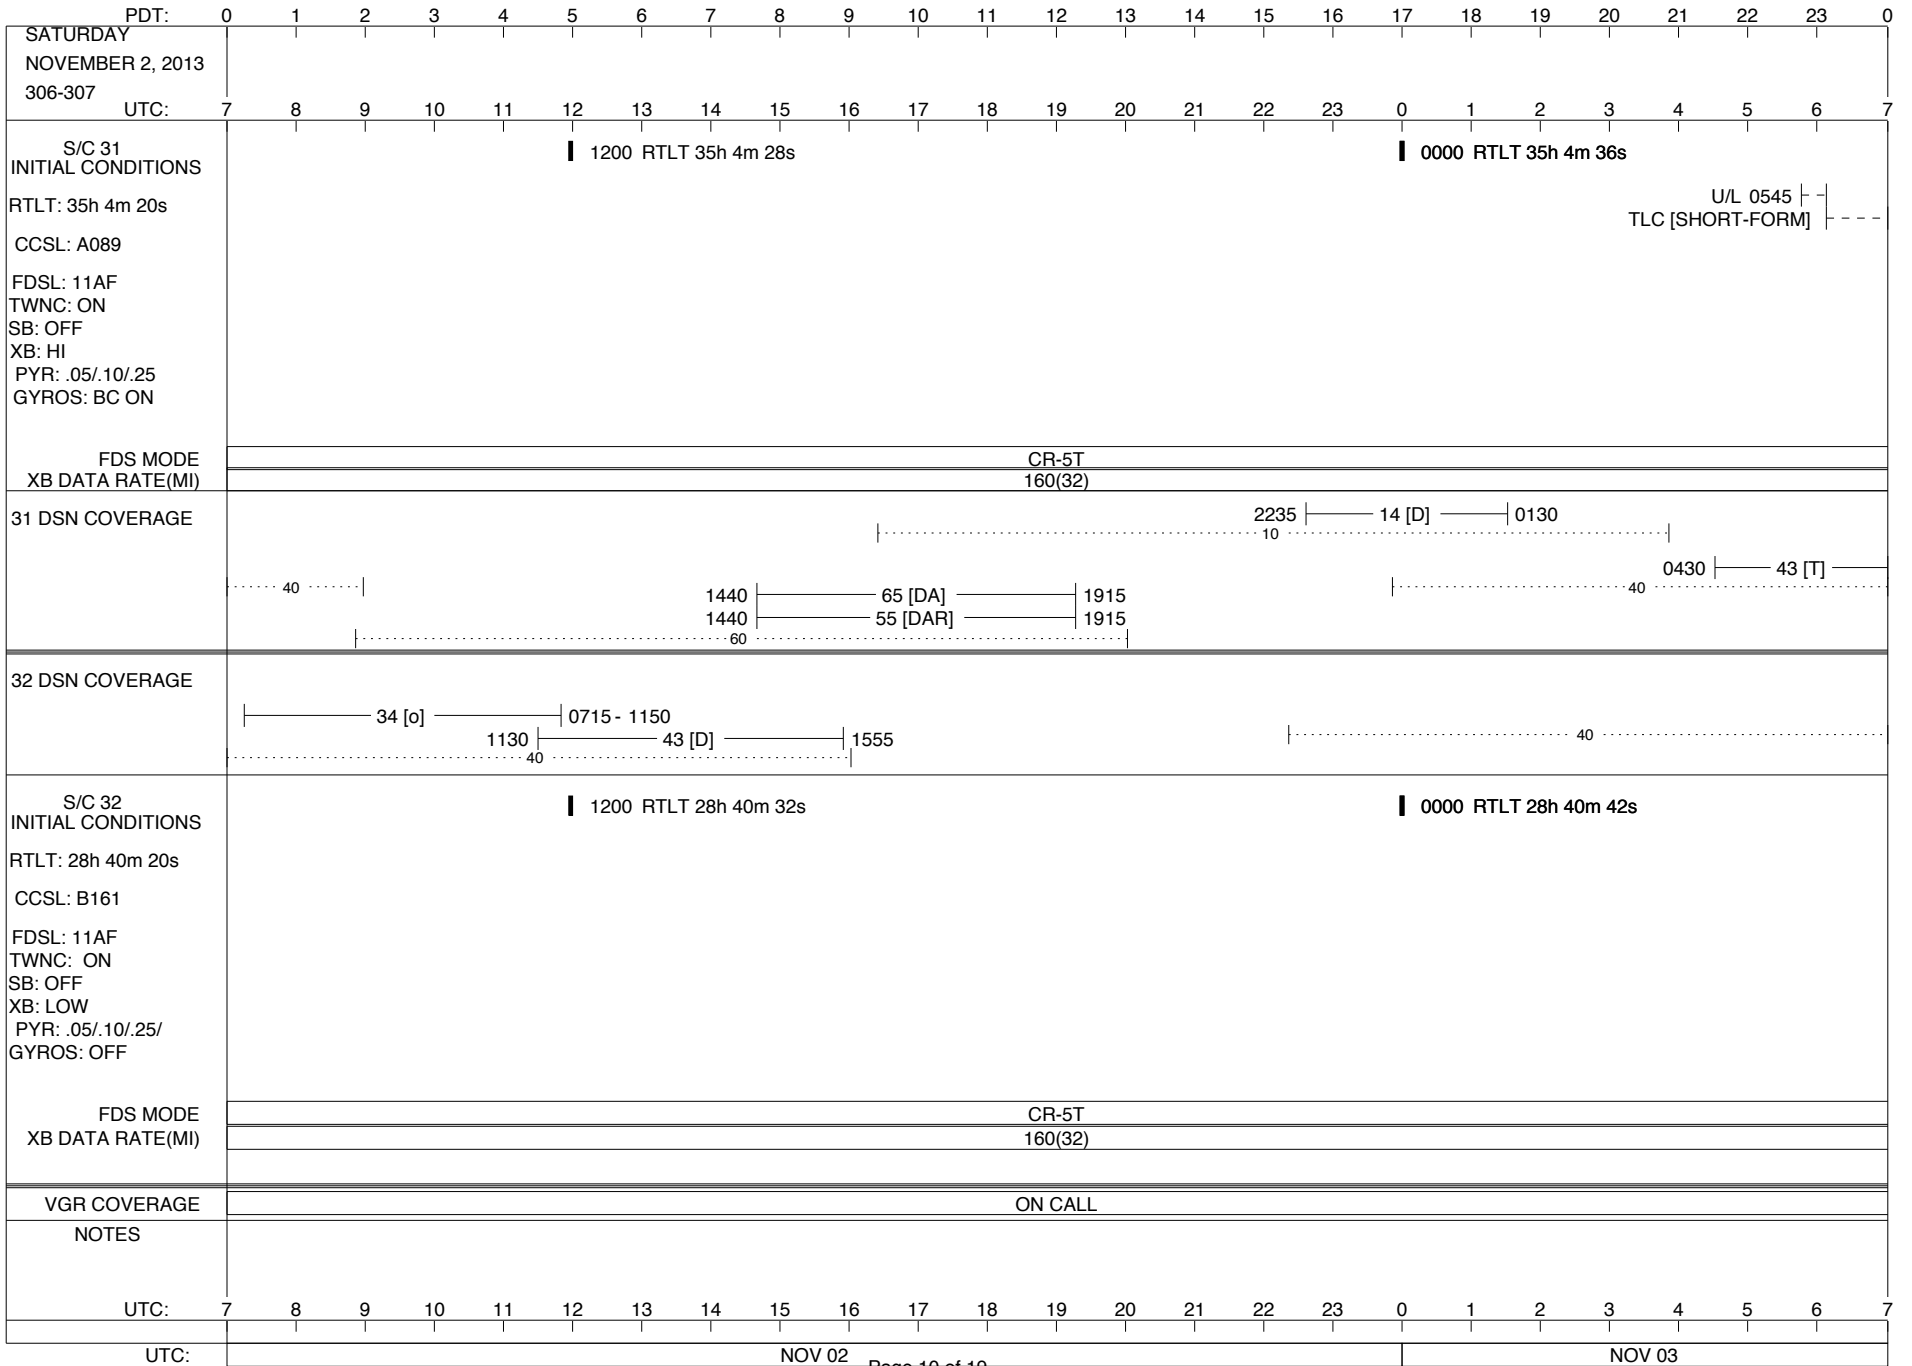 PDT: 0 1 2 3 4 5 6 7 8 9 10 11 12 13 14 15 16 17 18 19 20 21 22 23 0
SATURDAY
NOVEMBER 2, 2013
306-307
UTC: 7 8 9 10 11 12 13 14 15 16 17 18 19 20 21 22 23 0 1 2 3 4 5 6 7
S/C 31
INITIAL CONDITIONS
1200 RTLT 35h 4m 28s
0000 RTLT 35h 4m 36s
U/L 0545
RTLT: 35h 4m 20s
TLC [SHORT-FORM]
CCSL: A089
FDSL: 11AF
TWNC: ON
SB: OFF
XB: HI
PYR: .05/.10/.25
GYROS: BC ON
FDS MODE CR-5T
XB DATA RATE(MI) 160(32)
31 DSN COVERAGE
2235 14 [D] 0130
10
0430 43 [T]
40 40
1440 65 [DA] 1915
1440 55 [DAR] 1915
60
32 DSN COVERAGE
34 [o] 0715 - 1150
1130 43 [D] 1555
40
40
S/C 32
INITIAL CONDITIONS
1200 RTLT 28h 40m 32s
0000 RTLT 28h 40m 42s
RTLT: 28h 40m 20s
CCSL: B161
FDSL: 11AF
TWNC: ON
SB: OFF
XB: LOW
PYR: .05/.10/.25/
GYROS: OFF
FDS MODE CR-5T
XB DATA RATE(MI) 160(32)
VGR COVERAGE ON CALL
NOTES
UTC: 7 8 9 10 11 12 13 14 15 16 17 18 19 20 21 22 23 0 1 2 3 4 5 6 7
UTC: NOV 02 NOV 03
Page 10 of 10